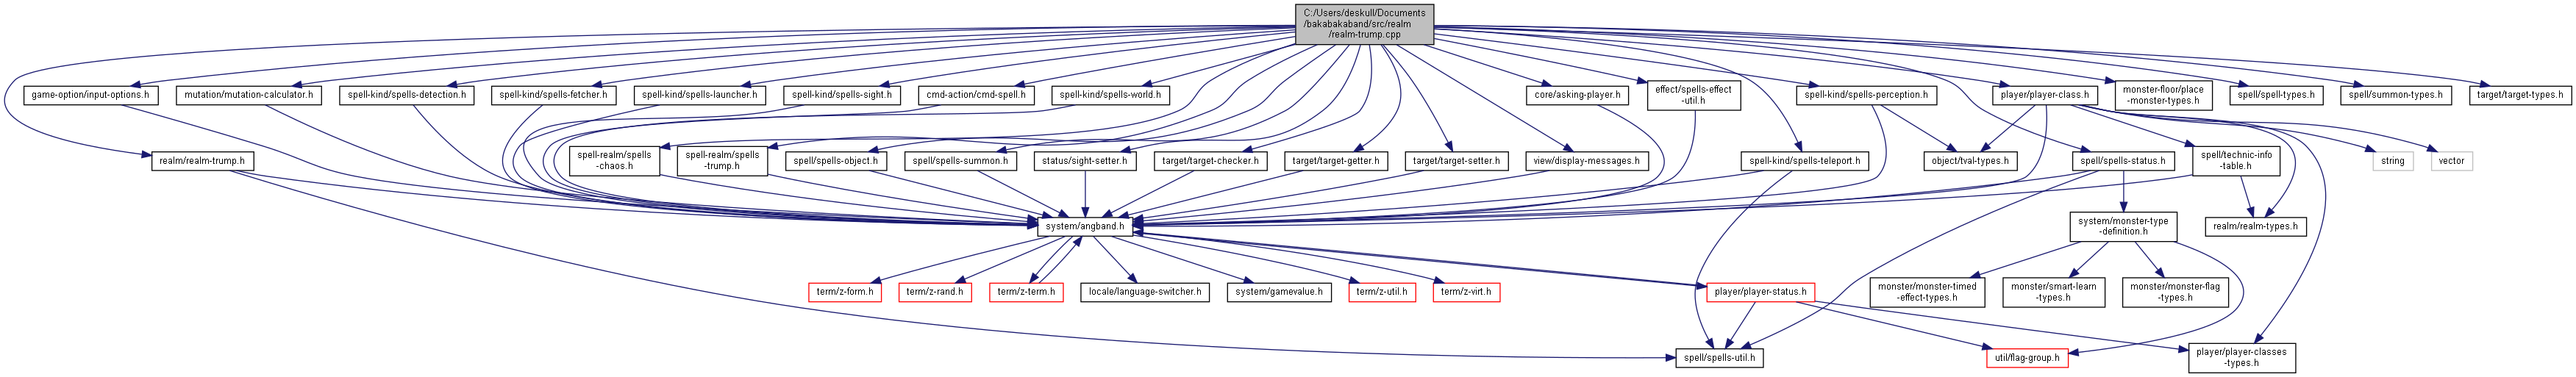 C:/Users/deskull/Documents
/bakabakaband/src/realm
/realm-trump.cpp
game-option/input-options.h
mutation/mutation-calculator.h
spell-kind/spells-detection.h
spell-kind/spells-fetcher.h
spell-kind/spells-launcher.h
spell-kind/spells-sight.h
cmd-action/cmd-spell.h
spell-kind/spells-world.h
core/asking-player.h
effect/spells-effect
-util.h
spell-kind/spells-perception.h
player/player-class.h
monster-floor/place
-monster-types.h
spell/spell-types.h
spell/summon-types.h
target/target-types.h
realm/realm-trump.h
spell-realm/spells
-chaos.h
spell-realm/spells
-trump.h
spell/spells-object.h
spell/spells-summon.h
status/sight-setter.h
target/target-checker.h
target/target-getter.h
target/target-setter.h
view/display-messages.h
spell-kind/spells-teleport.h
object/tval-types.h
spell/spells-status.h
spell/technic-info
-table.h
string
vector
system/angband.h
system/monster-type
-definition.h
realm/realm-types.h
term/z-form.h
term/z-rand.h
term/z-term.h
locale/language-switcher.h
system/gamevalue.h
term/z-util.h
term/z-virt.h
player/player-status.h
monster/monster-timed
-effect-types.h
monster/smart-learn
-types.h
monster/monster-flag
-types.h
spell/spells-util.h
util/flag-group.h
player/player-classes
-types.h